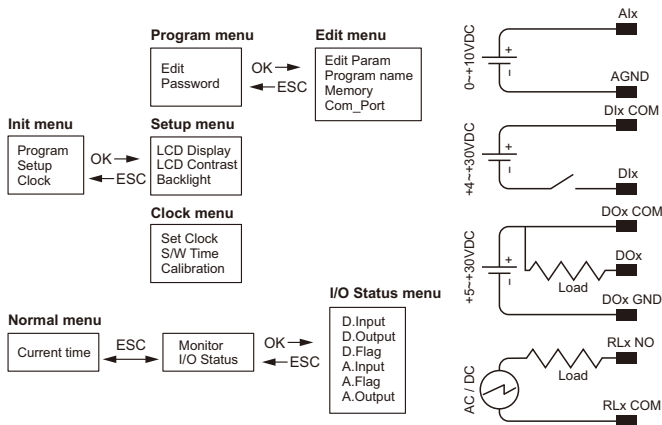 Program menu
Edit
Password
OK
ESC
Edit menu
Edit Param
Program name
Memory
Com_Port
Init menu
Program
Setup
Clock
OK
ESC
Setup menu
LCD Display
LCD Contrast
Backlight
Clock menu
Set Clock
S/W Time
Calibration
Normal menu
Current time
ESC
Monitor
I/O Status
OK
ESC
I/O Status menu
D.Input
D.Output
D.Flag
A.Input
A.Flag
A.Output
0~+10VDC
+
−
AIx
AGND
+4~+30VDC
+
−
DIx COM
DIx
+5~+30VDC
+
−
DOx COM
DOx
Load
DOx GND
AC / DC
RLx NO
Load
RLx COM